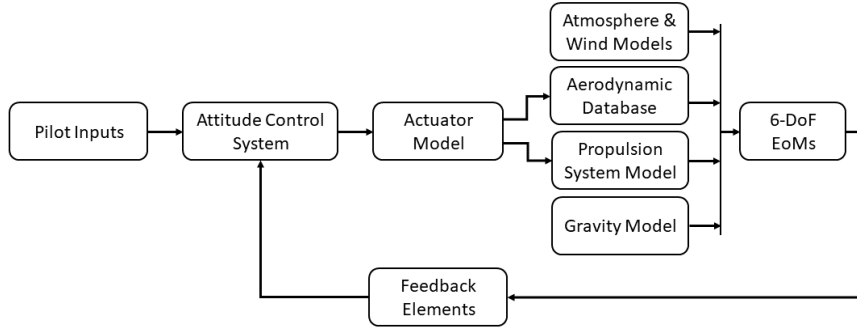 Pilot Inputs
Attitude Control
System
Actuator
Model
Atmosphere &
Wind Models
Aerodynamic
Database
Propulsion
System Model
Gravity Model
6-DoF
EoMs
Feedback
Elements